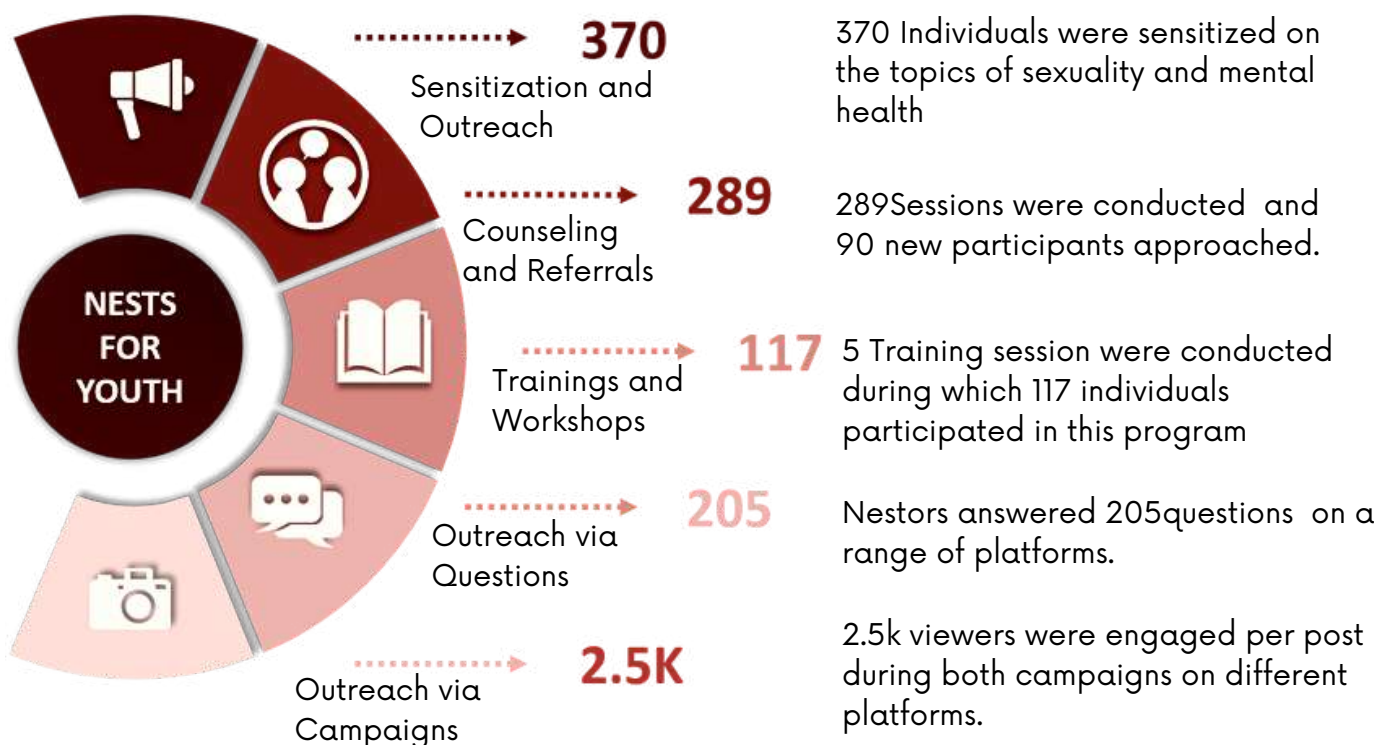 NESTS
FOR
YOUTH
370
Sensitization and
Outreach
370 Individuals were sensitized on
the topics of sexuality and mental
health
289
Counseling
and Referrals
289Sessions were conducted and
90 new participants approached.
117
Trainings and
Workshops
5 Training session were conducted
during which 117 individuals
participated in this program
205
Outreach via
Questions
Nestors answered 205questions on a
range of platforms.
2.5K
Outreach via
Campaigns
2.5k viewers were engaged per post
during both campaigns on different
platforms.